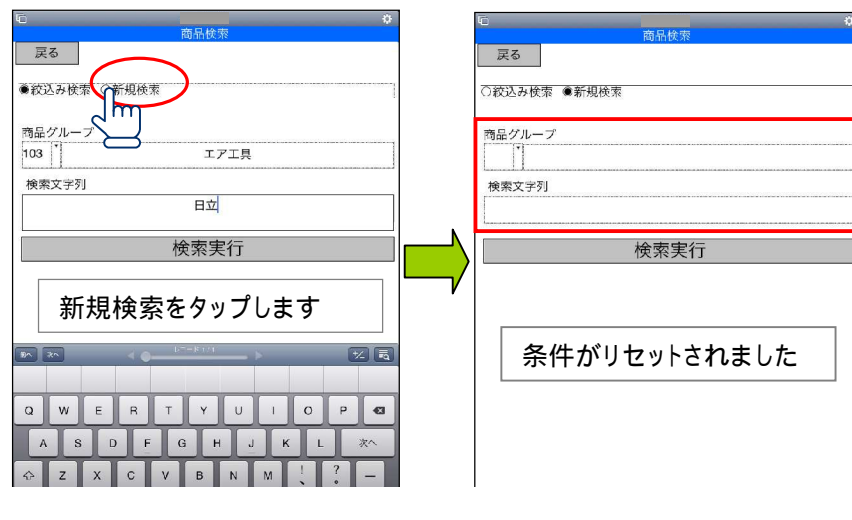 商品検索
戻る
●絞込み検索 ○新規検索
商品グループ
103 エア工具
検索文字列
日立
検索実行
新規検索をタップします
前へ 次へ
Q W E R T Y U I O P
A S D F G H J K L 次へ
Z X C V B N M ! 、 ? 。 ー
商品検索
戻る
○絞込み検索 ●新規検索
商品グループ
検索文字列
検索実行
条件がリセットされました